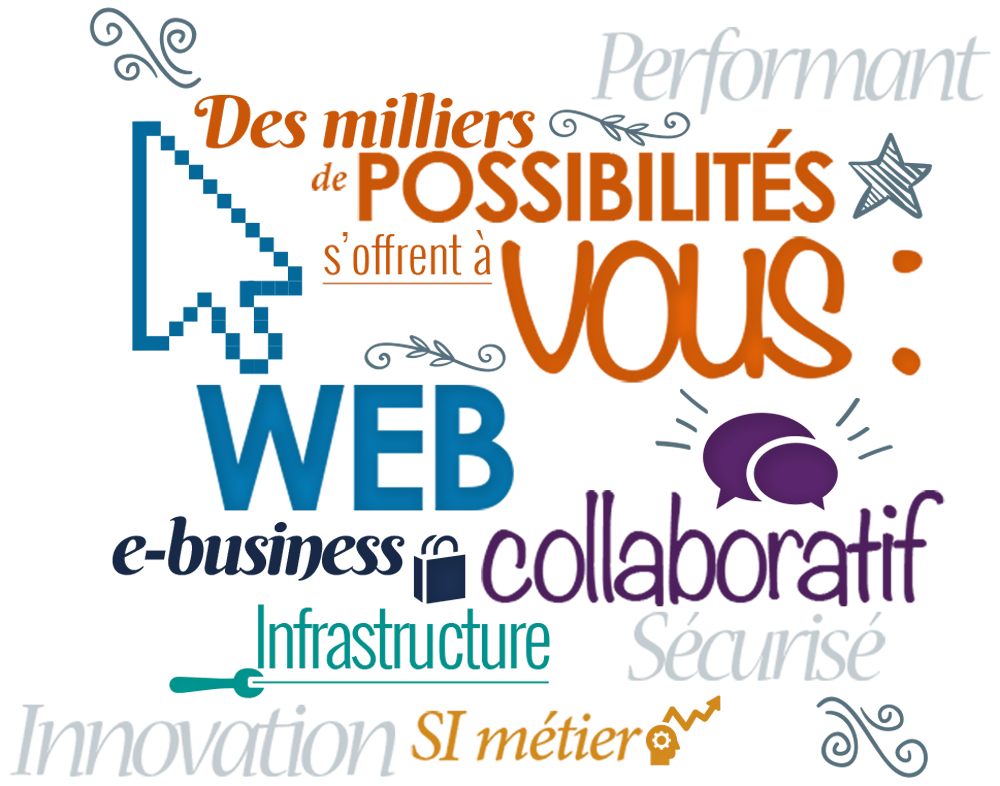 Performant
Des milliers
de POSSIBILITÉS
s'offrent à
vous :
WEB
e-business
collaboratif
Infrastructure
Sécurisé
Innovation
SI métier